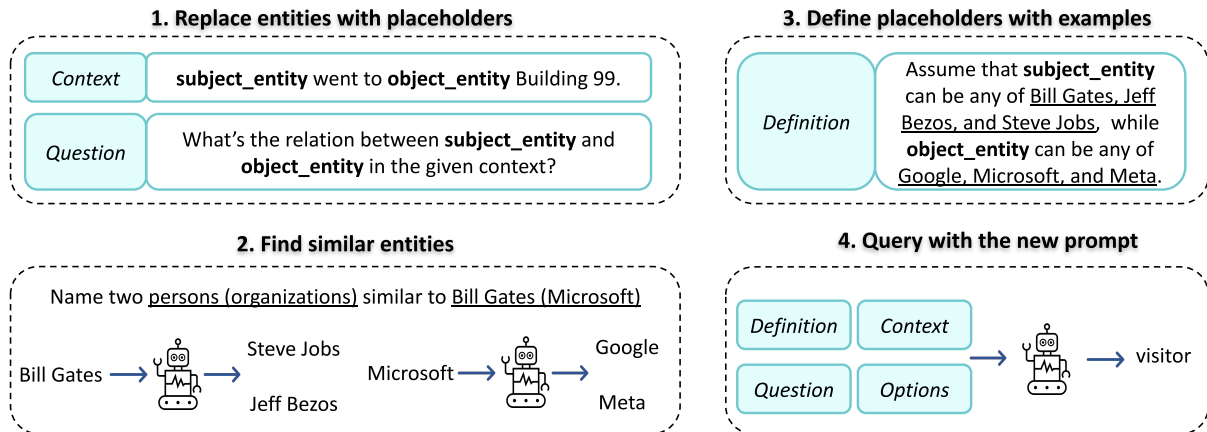 1. Replace entities with placeholders
Context
subject_entity went to object_entity Building 99.
Question
What's the relation between subject_entity and
object_entity in the given context?
2. Find similar entities
Name two persons (organizations) similar to Bill Gates (Microsoft)
Bill Gates
Steve Jobs
Jeff Bezos
Microsoft
Google
Meta
3. Define placeholders with examples
Definition
Assume that subject_entity
can be any of Bill Gates, Jeff
Bezos, and Steve Jobs, while
object_entity can be any of
Google, Microsoft, and Meta.
4. Query with the new prompt
Definition
Context
Question
Options
visitor